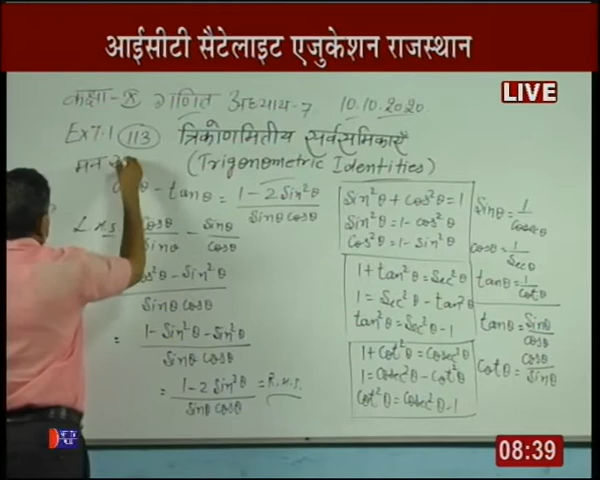 आईसीटी सैटेलाइट एजुकेशन राजस्थान
LIVE
कक्षा-X गणित अध्याय-7 10.10.2020
Ex 7.1 113 त्रिकोणमितीय सर्वसमिकाएँ
(Trigonometric Identities)
θ - tanθ = 1-2Sin²θ / Sinθ cosθ
L.H.S. cosθ / Sinθ - Sinθ / cosθ
cos²θ - Sin²θ / Sinθ cosθ
= 1-Sin²θ-Sin²θ / Sinθ cosθ
= 1-2Sin²θ / Sinθ cosθ = R.H.S.
Sin²θ + cos²θ = 1
Sin²θ = 1-cos²θ
Cos²θ = 1-Sin²θ
1+tan²θ = Sec²θ
1 = Sec²θ - tan²θ
tan²θ = Sec²θ-1
1+Cot²θ = Cosec²θ
1 = Cosec²θ - Cot²θ
Cot²θ = Cosec²θ-1
Sinθ = 1 / Cosecθ
Cosθ = 1 / Secθ
tanθ = 1 / Cotθ
tanθ = Sinθ / cosθ
Cotθ = Cosθ / Sinθ
08:39